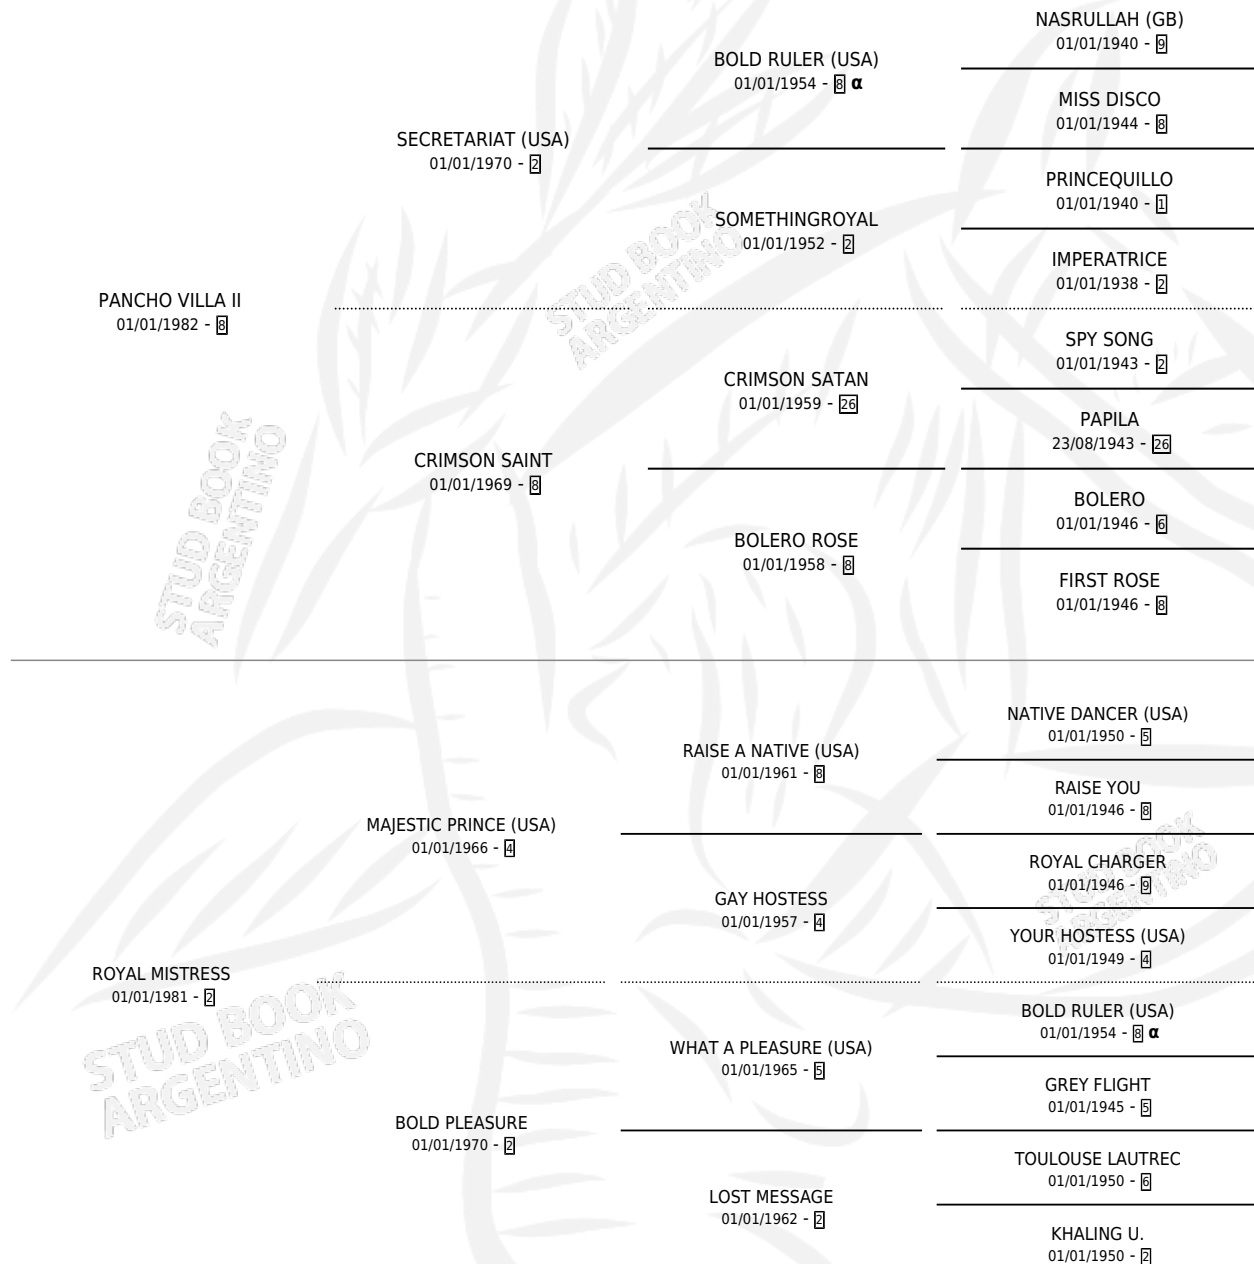 NASRULLAH (GB)
01/01/1940 - 9
BOLD RULER (USA)
01/01/1954 - 8 α
MISS DISCO
01/01/1944 - 8
SECRETARIAT (USA)
01/01/1970 - 2
PRINCEQUILLO
01/01/1940 - 1
SOMETHINGROYAL
01/01/1952 - 2
IMPERATRICE
01/01/1938 - 2
PANCHO VILLA II
01/01/1982 - 8
SPY SONG
01/01/1943 - 2
CRIMSON SATAN
01/01/1959 - 26
PAPILA
23/08/1943 - 26
CRIMSON SAINT
01/01/1969 - 8
BOLERO
01/01/1946 - 6
BOLERO ROSE
01/01/1958 - 8
FIRST ROSE
01/01/1946 - 8
NATIVE DANCER (USA)
01/01/1950 - 5
RAISE A NATIVE (USA)
01/01/1961 - 8
RAISE YOU
01/01/1946 - 8
MAJESTIC PRINCE (USA)
01/01/1966 - 4
ROYAL CHARGER
01/01/1946 - 9
GAY HOSTESS
01/01/1957 - 4
YOUR HOSTESS (USA)
01/01/1949 - 4
ROYAL MISTRESS
01/01/1981 - 2
BOLD RULER (USA)
01/01/1954 - 8 α
WHAT A PLEASURE (USA)
01/01/1965 - 5
GREY FLIGHT
01/01/1945 - 5
BOLD PLEASURE
01/01/1970 - 2
TOULOUSE LAUTREC
01/01/1950 - 6
LOST MESSAGE
01/01/1962 - 2
KHALING U.
01/01/1950 - 2
STUD BOOK
ARGENTINO
STUD BOOK
ARGENTINO
STUD BOOK
ARGENTINO
STUD BOOK
ARGENTINO